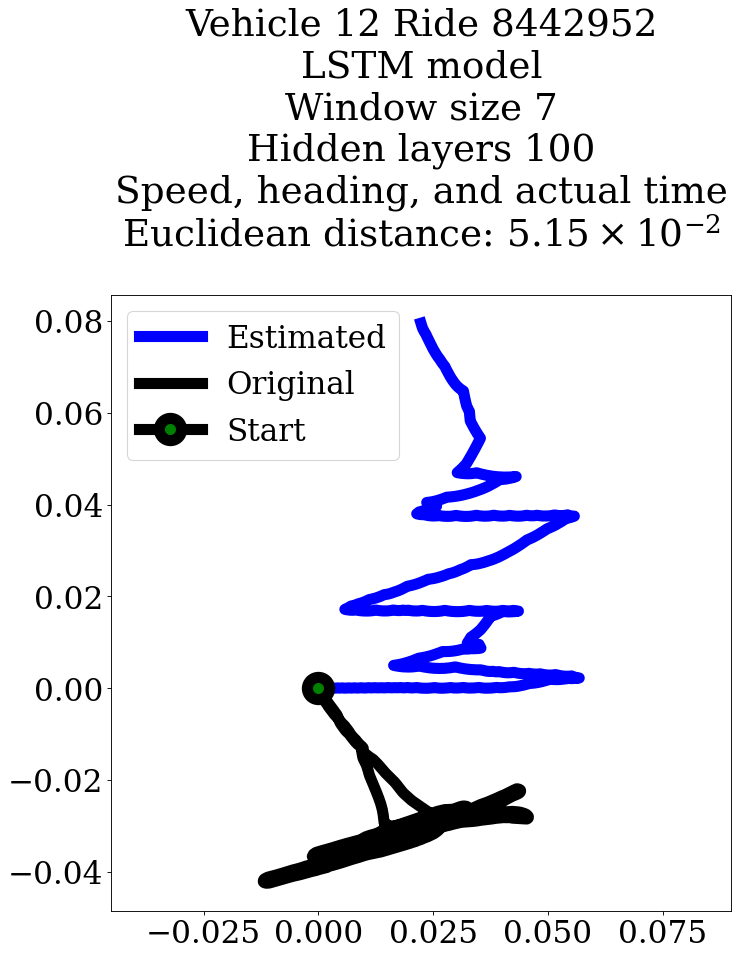 Vehicle 12 Ride 8442952
LSTM model
Window size 7
Hidden layers 100
Speed, heading, and actual time
Euclidean distance: 5.15 × 10⁻²
Estimated
Original
Start
0.08
0.06
0.04
0.02
0.00
−0.02
−0.04
−0.025 0.000 0.025 0.050 0.075